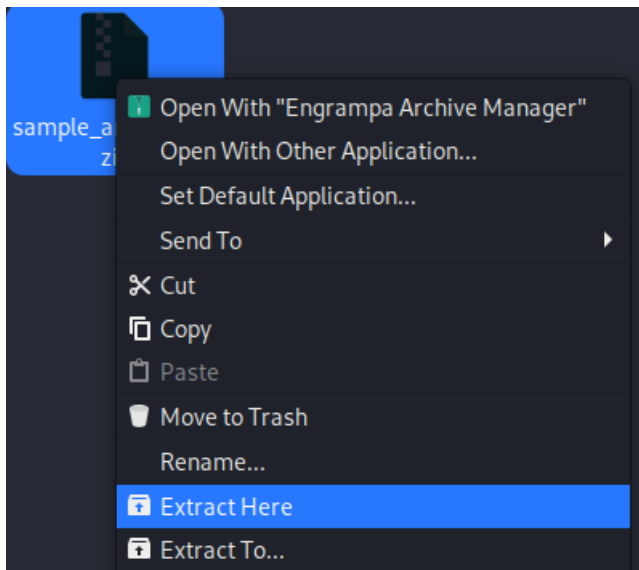 sample_a
zi
Open With "Engrampa Archive Manager"
Open With Other Application...
Set Default Application...
Send To
Cut
Copy
Paste
Move to Trash
Rename...
Extract Here
Extract To...